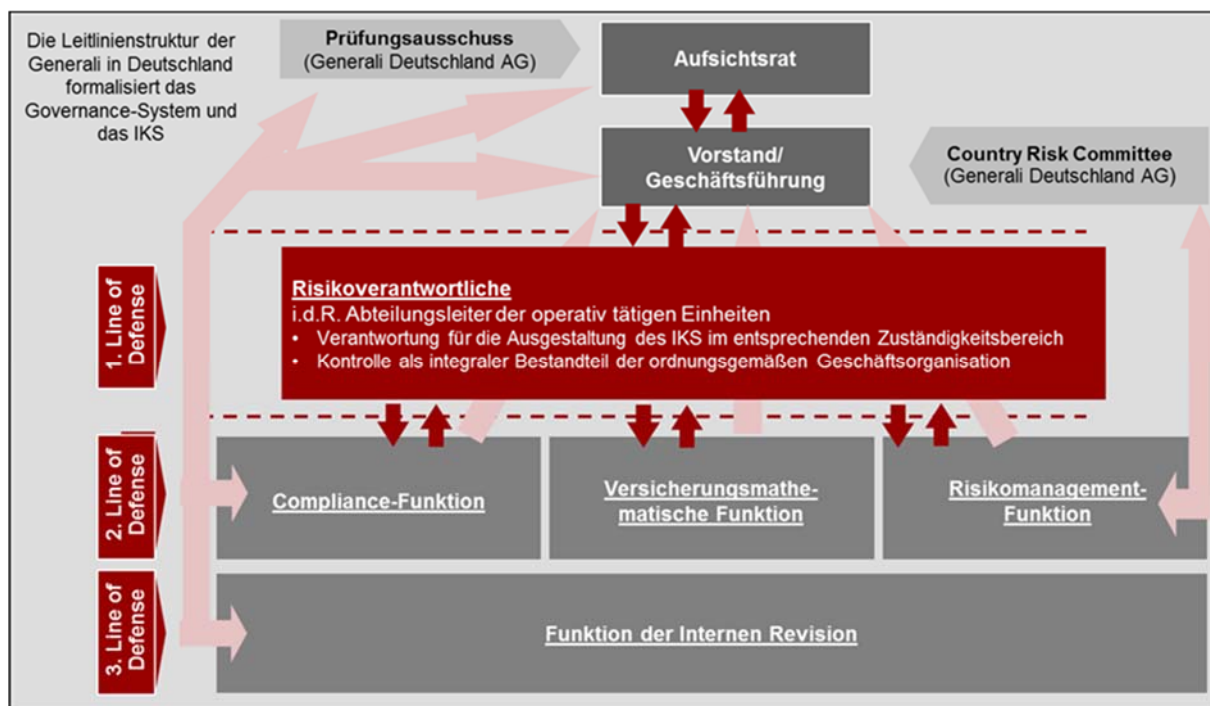 Die Leitlinienstruktur der
Generali in Deutschland
formalisiert das
Governance-System und
das IKS
Prüfungsausschuss
(Generali Deutschland AG)
Aufsichtsrat
Vorstand/
Geschäftsführung
Country Risk Committee
(Generali Deutschland AG)
1. Line of
Defense
Risikoverantwortliche
i.d.R. Abteilungsleiter der operativ tätigen Einheiten
• Verantwortung für die Ausgestaltung des IKS im entsprechenden Zuständigkeitsbereich
• Kontrolle als integraler Bestandteil der ordnungsgemäßen Geschäftsorganisation
2. Line of
Defense
Compliance-Funktion
Versicherungsmathe-
matische Funktion
Risikomanagement-
Funktion
3. Line of
Defense
Funktion der Internen Revision